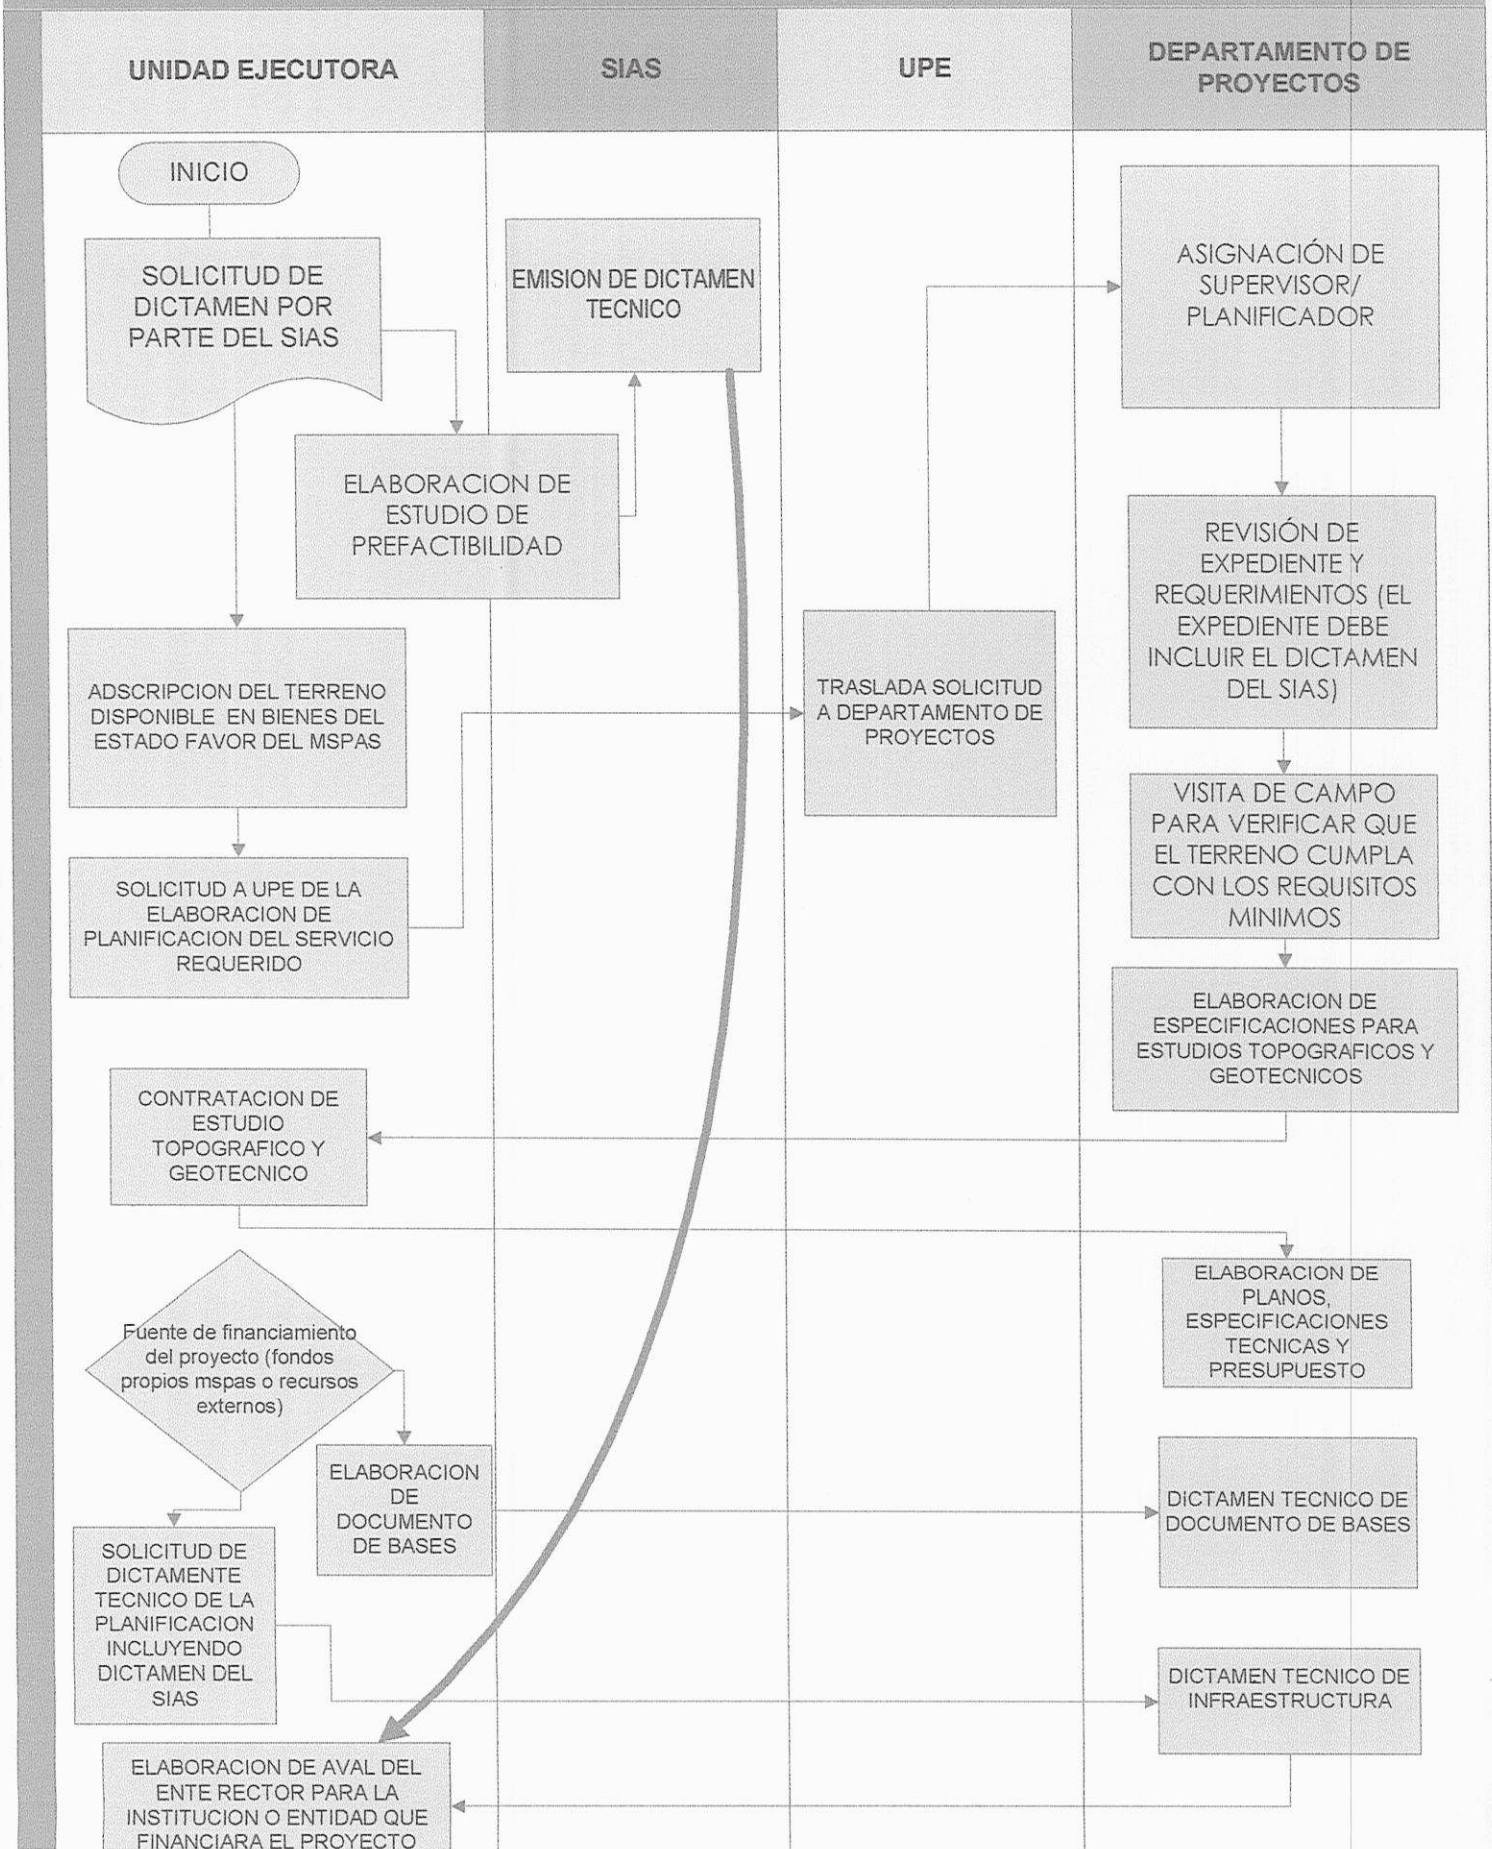 UNIDAD EJECUTORA
SIAS
UPE
DEPARTAMENTO DE
PROYECTOS
INICIO
SOLICITUD DE
DICTAMEN POR
PARTE DEL SIAS
EMISION DE DICTAMEN
TECNICO
ASIGNACIÓN DE
SUPERVISOR/
PLANIFICADOR
ELABORACION DE
ESTUDIO DE
PREFACTIBILIDAD
REVISIÓN DE
EXPEDIENTE Y
REQUERIMIENTOS (EL
EXPEDIENTE DEBE
INCLUIR EL DICTAMEN
DEL SIAS)
ADSCRIPCION DEL TERRENO
DISPONIBLE EN BIENES DEL
ESTADO FAVOR DEL MSPAS
TRASLADA SOLICITUD
A DEPARTAMENTO DE
PROYECTOS
VISITA DE CAMPO
PARA VERIFICAR QUE
EL TERRENO CUMPLA
CON LOS REQUISITOS
MINIMOS
SOLICITUD A UPE DE LA
ELABORACION DE
PLANIFICACION DEL SERVICIO
REQUERIDO
ELABORACION DE
ESPECIFICACIONES PARA
ESTUDIOS TOPOGRAFICOS Y
GEOTECNICOS
CONTRATACION DE
ESTUDIO
TOPOGRAFICO Y
GEOTECNICO
ELABORACION DE
PLANOS,
ESPECIFICACIONES
TECNICAS Y
PRESUPUESTO
Fuente de financiamiento
del proyecto (fondos
propios mspas o recursos
externos)
ELABORACION
DE
DOCUMENTO
DE BASES
DICTAMEN TECNICO DE
DOCUMENTO DE BASES
SOLICITUD DE
DICTAMENTE
TECNICO DE LA
PLANIFICACION
INCLUYENDO
DICTAMEN DEL
SIAS
DICTAMEN TECNICO DE
INFRAESTRUCTURA
ELABORACION DE AVAL DEL
ENTE RECTOR PARA LA
INSTITUCION O ENTIDAD QUE
FINANCIARA EL PROYECTO